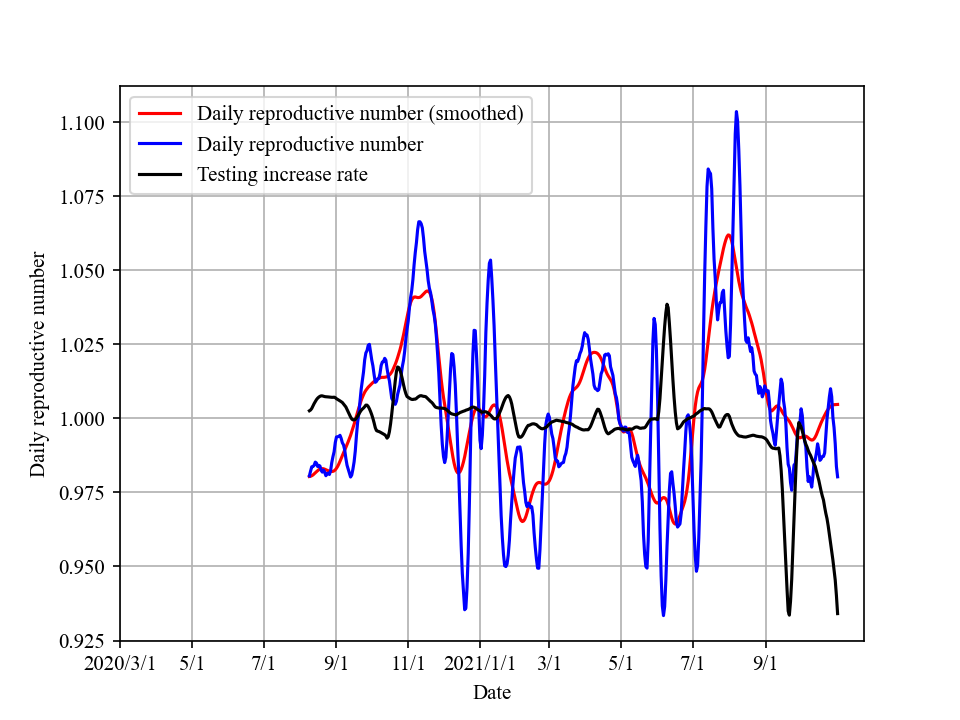 Daily reproductive number (smoothed)
Daily reproductive number
Testing increase rate
Daily reproductive number
1.100
1.075
1.050
1.025
1.000
0.975
0.950
0.925
2020/3/1 5/1 7/1 9/1 11/1 2021/1/1 3/1 5/1 7/1 9/1
Date